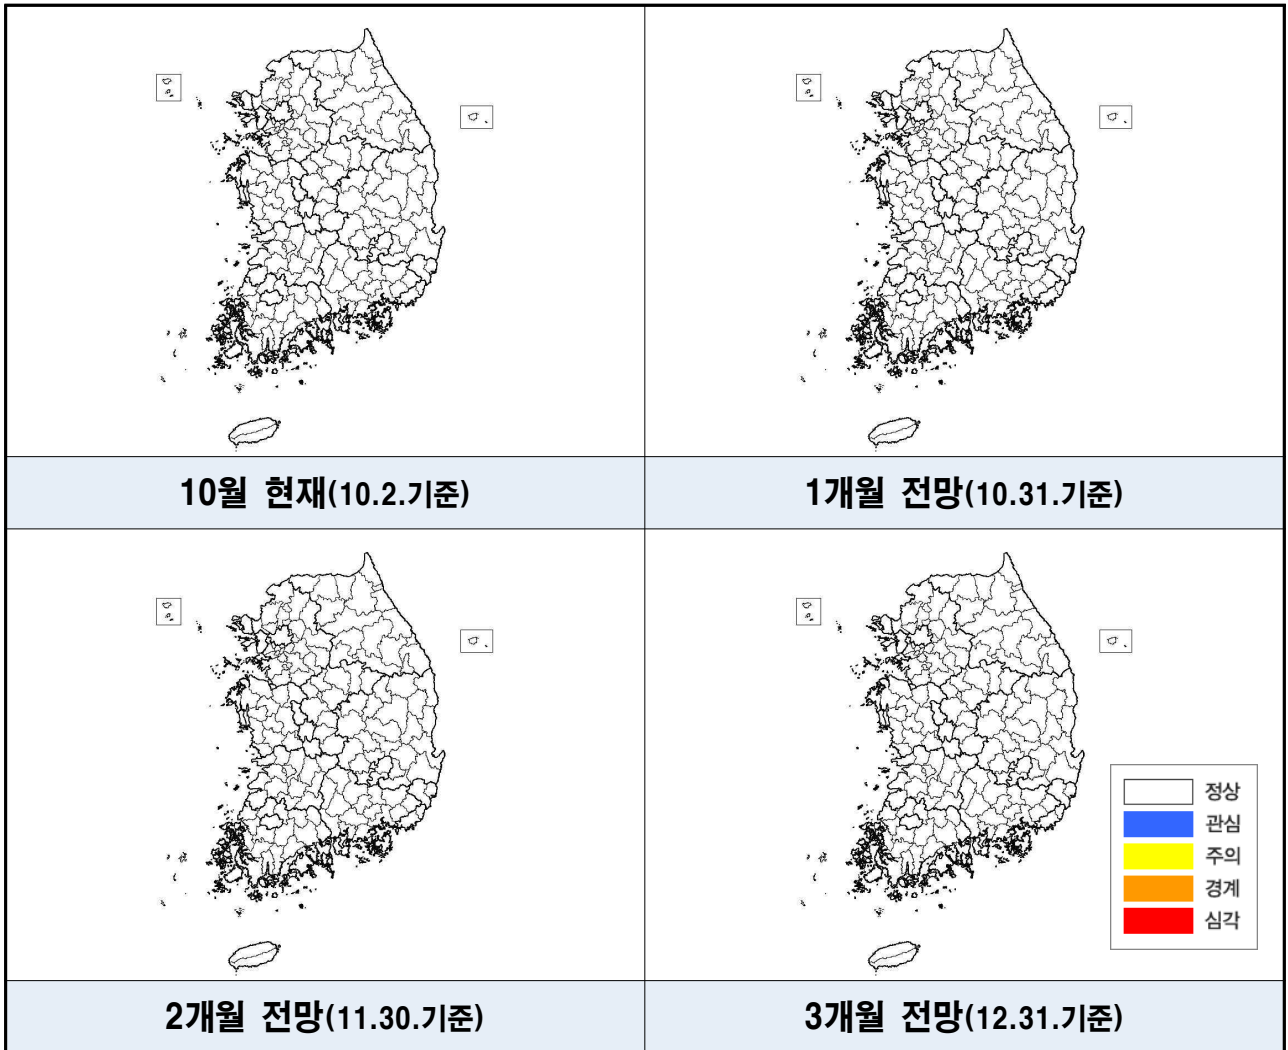 10월 현재(10.2.기준)
1개월 전망(10.31.기준)
정상
관심
주의
경계
심각
2개월 전망(11.30.기준)
3개월 전망(12.31.기준)